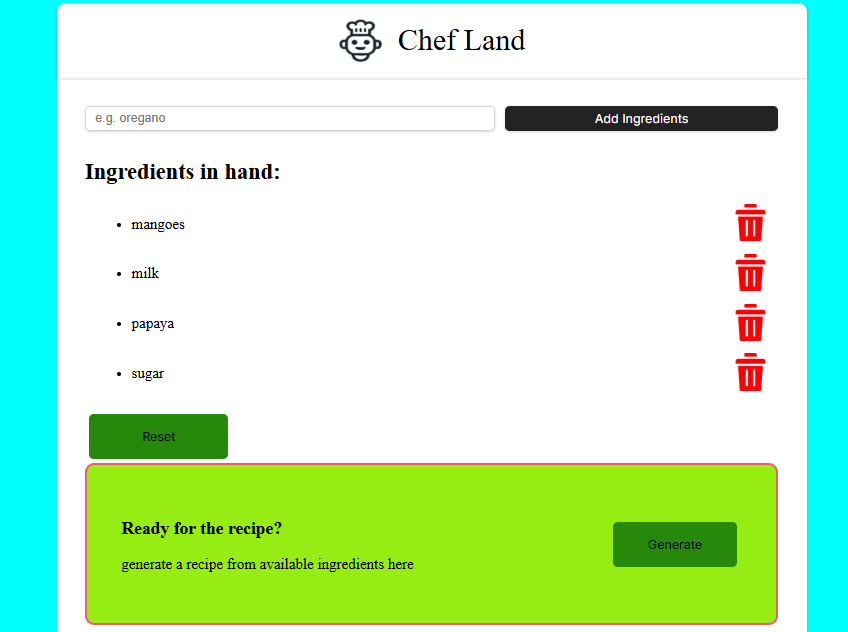 Chef Land
e.g. oregano
Add Ingredients
Ingredients in hand:
mangoes
milk
papaya
sugar
Reset
Ready for the recipe?
generate a recipe from available ingredients here
Generate